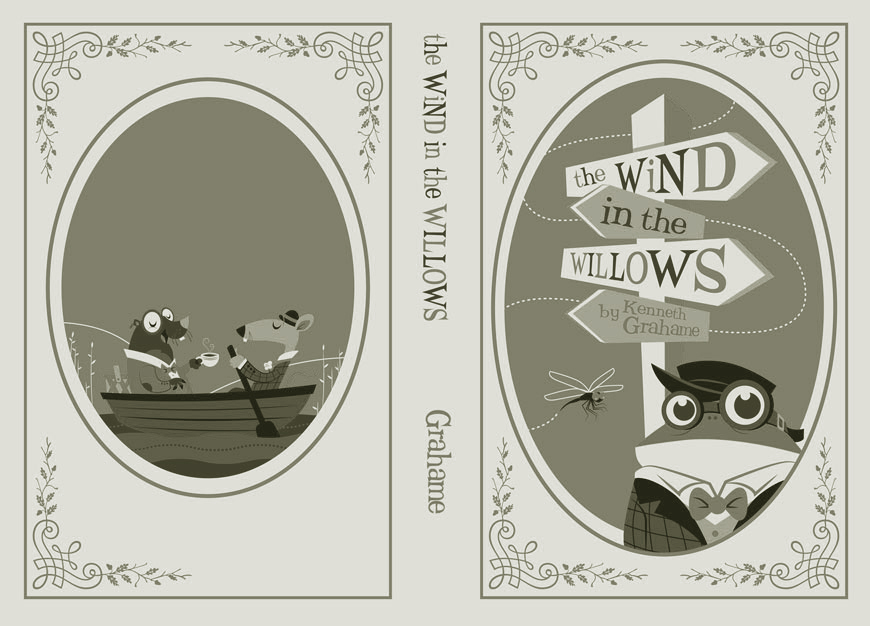 the WiND in the WILLOWS
Grahame
the WiND
in the
WILLOWS
by Kenneth
Grahame